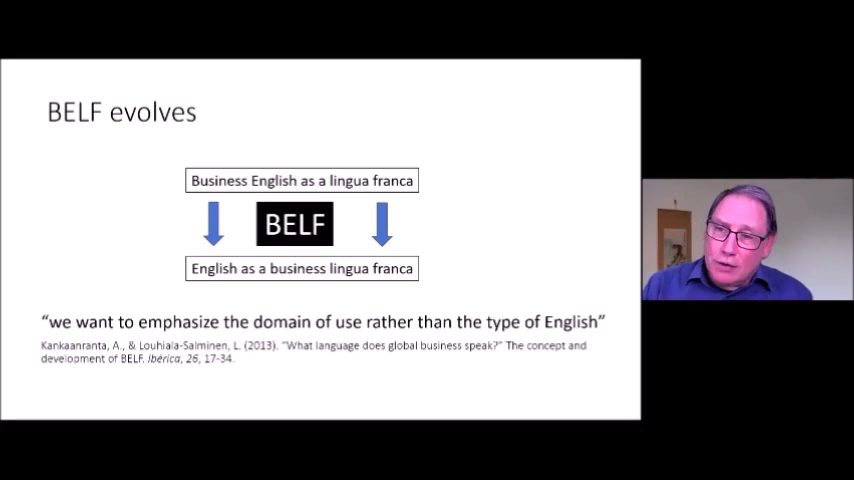 BELF evolves
Business English as a lingua franca
BELF
English as a business lingua franca
“we want to emphasize the domain of use rather than the type of English”
Kankaanranta, A., & Louhiala-Salminen, L. (2013). “What language does global business speak?” The concept and
development of BELF. Ibérica, 26, 17-34.